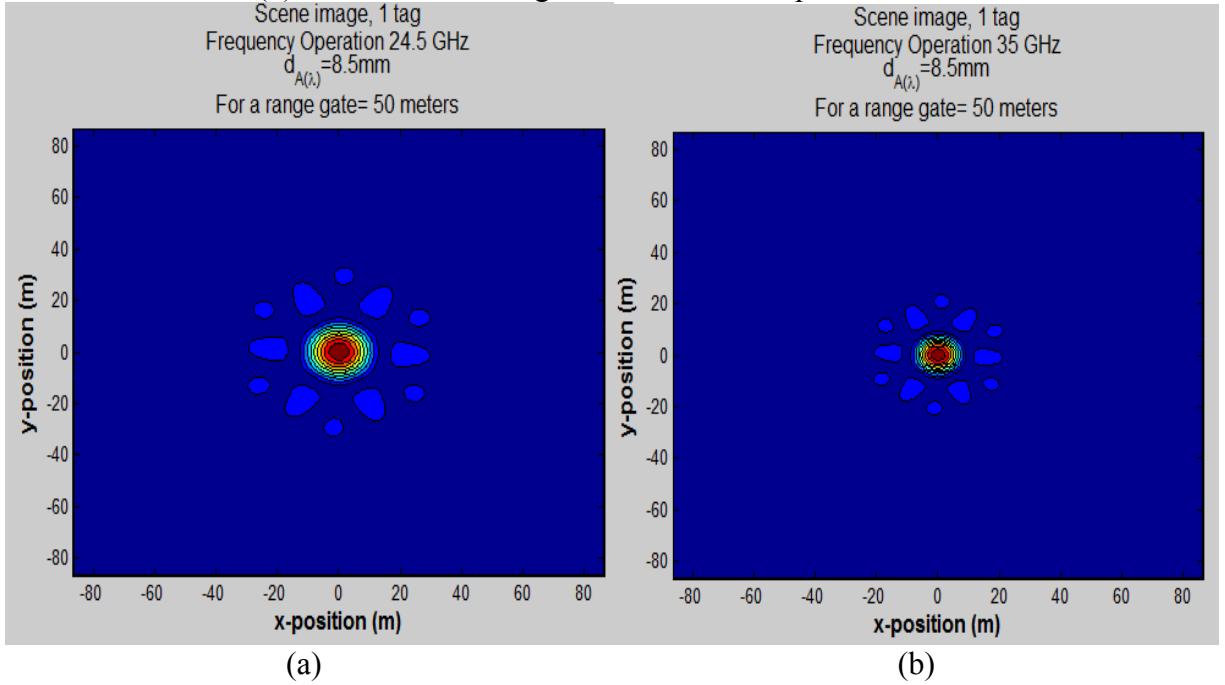 Scene image, 1 tag
Frequency Operation 24.5 GHz
d_A(λ)=8.5mm
For a range gate= 50 meters
80
60
40
20
0
-20
-40
-60
-80
y-position (m)
-80 -60 -40 -20 0 20 40 60 80
x-position (m)
(a)
Scene image, 1 tag
Frequency Operation 35 GHz
d_A(λ)=8.5mm
For a range gate= 50 meters
80
60
40
20
0
-20
-40
-60
-80
y-position (m)
-80 -60 -40 -20 0 20 40 60 80
x-position (m)
(b)